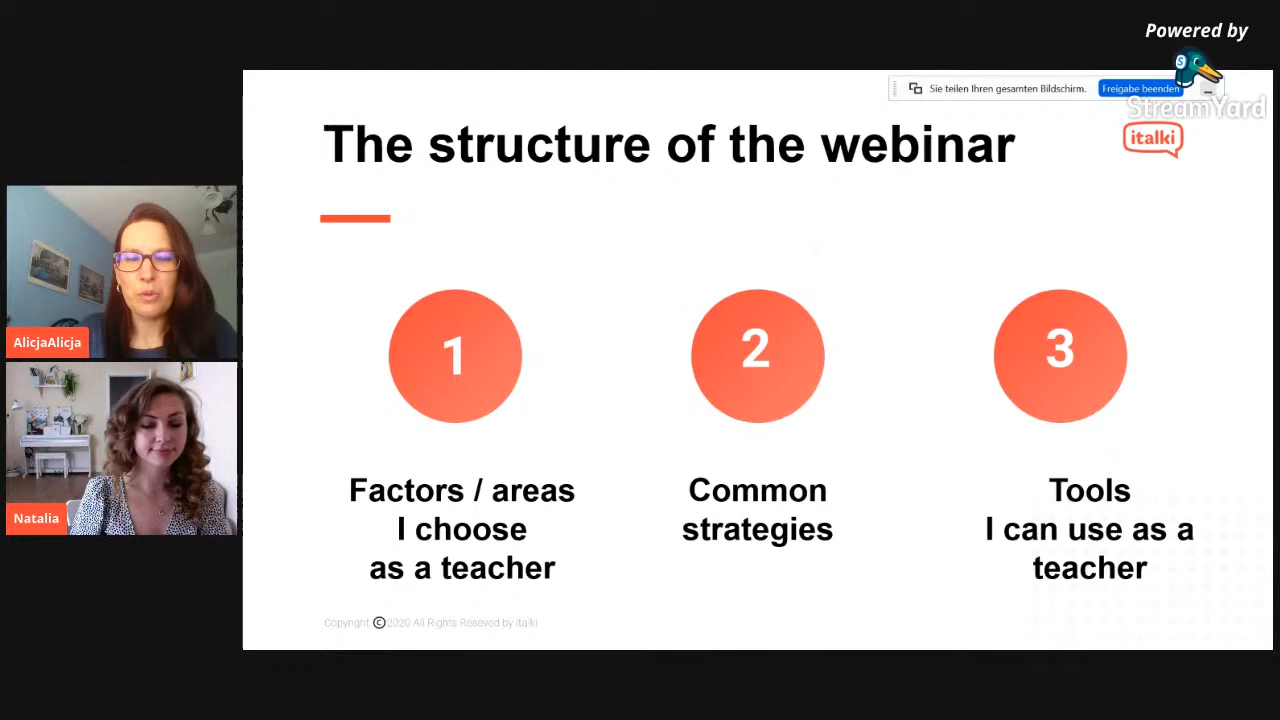 Powered by
S
StreamYard
Sie teilen Ihren gesamten Bildschirm.
Freigabe beenden
The structure of the webinar
italki
AlicjaAlicja
Natalia
1
2
3
Factors / areas
I choose
as a teacher
Common
strategies
Tools
I can use as a
teacher
Copyright © 2020 All Rights Reseved by italki